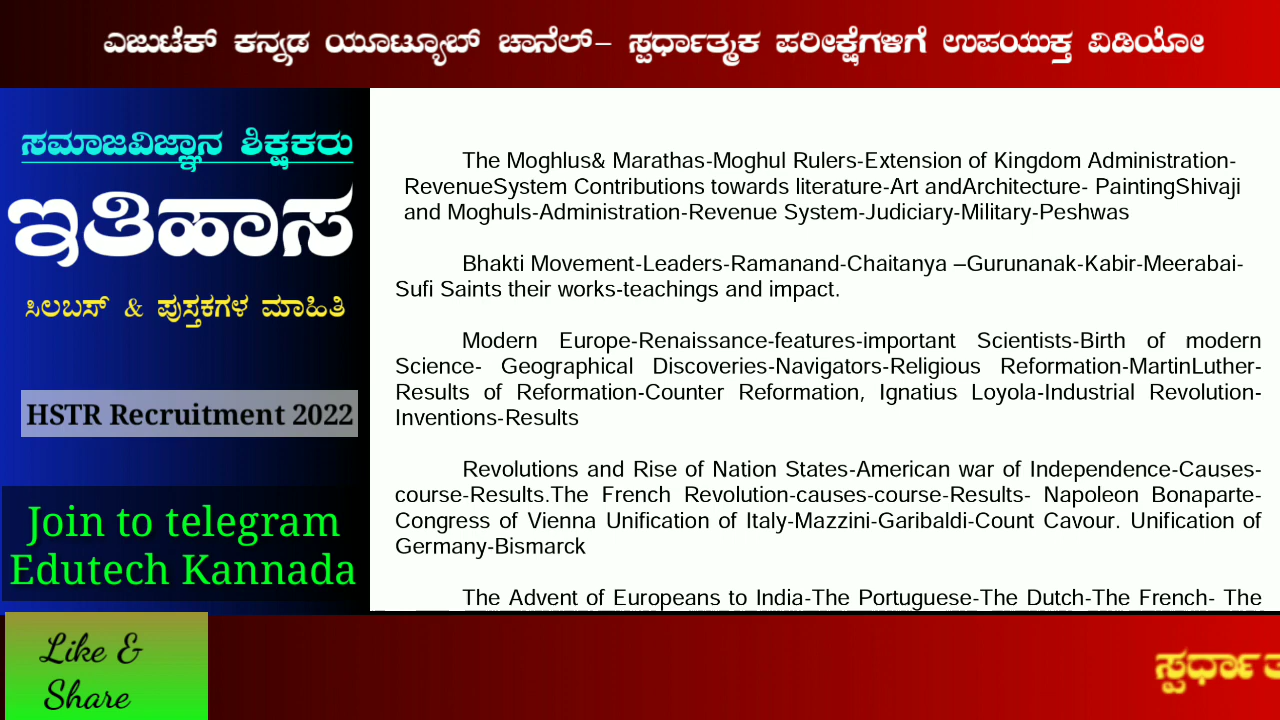 ಎಜುಟೆಕ್ ಕನ್ನಡ ಯೂಟ್ಯೂಬ್ ಚಾನೆಲ್– ಸ್ಪರ್ಧಾತ್ಮಕ ಪರೀಕ್ಷೆಗಳಿಗೆ ಉಪಯುಕ್ತ ವಿಡಿಯೋ
ಸಮಾಜವಿಜ್ಞಾನ ಶಿಕ್ಷಕರು
ಇತಿಹಾಸ
ಸಿಲಬಸ್ & ಪುಸ್ತಕಗಳ ಮಾಹಿತಿ
HSTR Recruitment 2022
Join to telegram
Edutech Kannada
Like &
Share
The Moghlus& Marathas-Moghul Rulers-Extension of Kingdom Administration-
RevenueSystem Contributions towards literature-Art andArchitecture- PaintingShivaji
and Moghuls-Administration-Revenue System-Judiciary-Military-Peshwas
Bhakti Movement-Leaders-Ramanand-Chaitanya –Gurunanak-Kabir-Meerabai-
Sufi Saints their works-teachings and impact.
Modern Europe-Renaissance-features-important Scientists-Birth of modern
Science- Geographical Discoveries-Navigators-Religious Reformation-MartinLuther-
Results of Reformation-Counter Reformation, Ignatius Loyola-Industrial Revolution-
Inventions-Results
Revolutions and Rise of Nation States-American war of Independence-Causes-
course-Results.The French Revolution-causes-course-Results- Napoleon Bonaparte-
Congress of Vienna Unification of Italy-Mazzini-Garibaldi-Count Cavour. Unification of
Germany-Bismarck
The Advent of Europeans to India-The Portuguese-The Dutch-The French- The